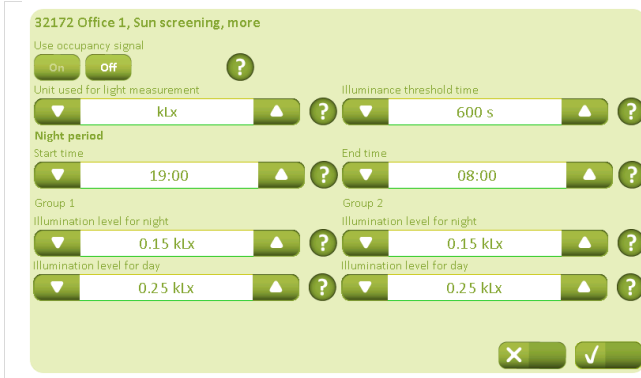 32172 Office 1, Sun screening, more
Use occupancy signal
On Off ?
Unit used for light measurement Illuminance threshold time
kLx ? 600 s ?
Night period
Start time End time
19:00 ? 08:00 ?
Group 1 Group 2
Illumination level for night Illumination level for night
0.15 kLx ? 0.15 kLx ?
Illumination level for day Illumination level for day
0.25 kLx ? 0.25 kLx ?